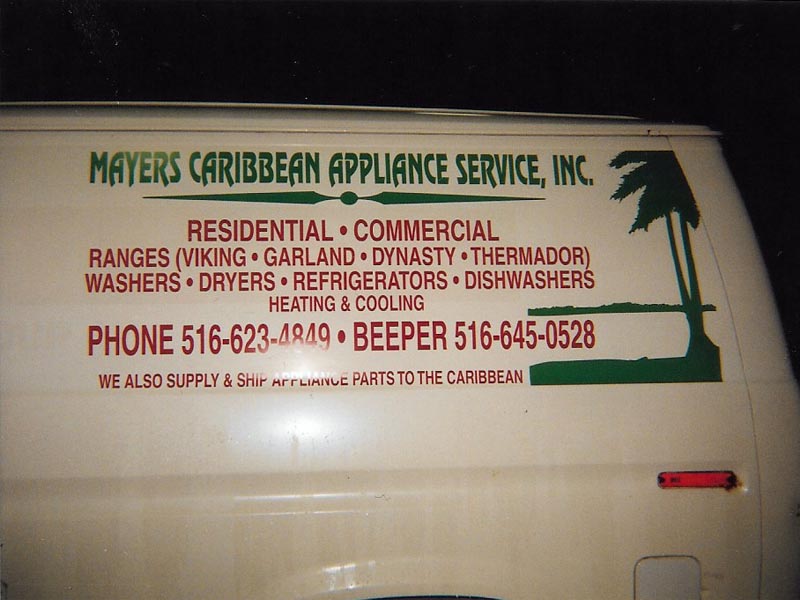 MAYERS CARIBBEAN APPLIANCE SERVICE, INC.
RESIDENTIAL • COMMERCIAL
RANGES (VIKING • GARLAND • DYNASTY • THERMADOR)
WASHERS • DRYERS • REFRIGERATORS • DISHWASHERS
HEATING & COOLING
PHONE 516-623-4849 • BEEPER 516-645-0528
WE ALSO SUPPLY & SHIP APPLIANCE PARTS TO THE CARIBBEAN